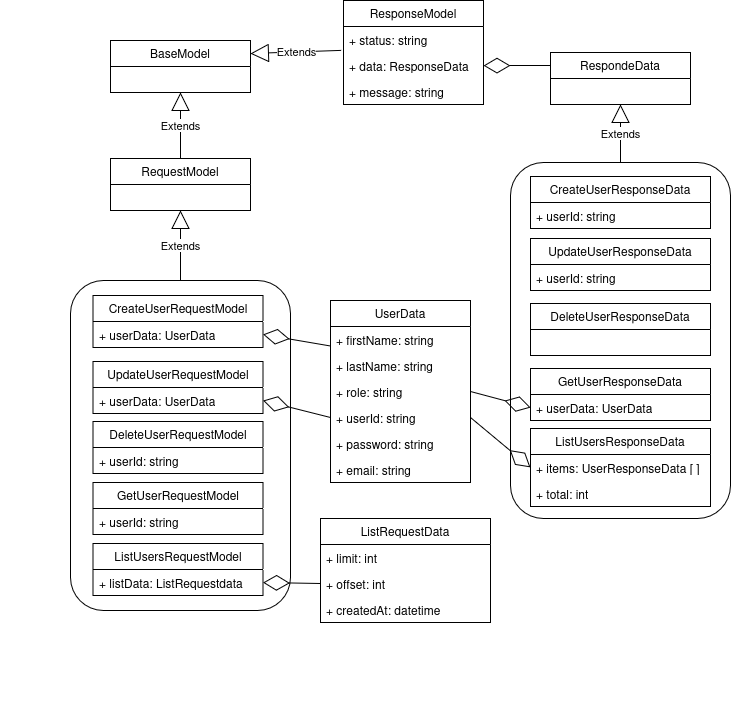 ResponseModel
+ status: string
+ data: ResponseData
+ message: string
BaseModel
Extends
RespondeData
Extends
RequestModel
Extends
Extends
CreateUserResponseData
+ userId: string
UpdateUserResponseData
+ userId: string
DeleteUserResponseData
GetUserResponseData
+ userData: UserData
ListUsersResponseData
+ items: UserResponseData [ ]
+ total: int
CreateUserRequestModel
+ userData: UserData
UpdateUserRequestModel
+ userData: UserData
DeleteUserRequestModel
+ userId: string
GetUserRequestModel
+ userId: string
ListUsersRequestModel
+ listData: ListRequestdata
UserData
+ firstName: string
+ lastName: string
+ role: string
+ userId: string
+ password: string
+ email: string
ListRequestData
+ limit: int
+ offset: int
+ createdAt: datetime